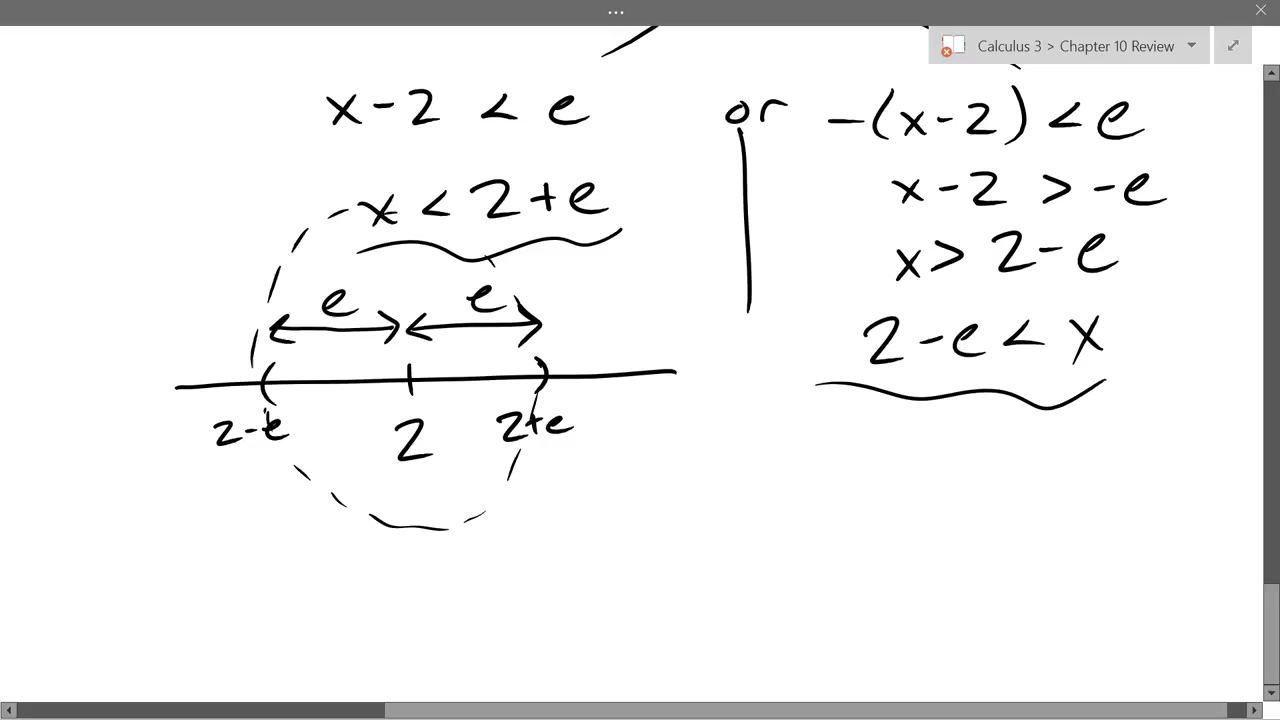 Calculus 3 > Chapter 10 Review
x - 2 < e
or
-(x - 2) < e
x < 2 + e
x - 2 > -e
x > 2 - e
e e
2 - e < x
2-e 2 2+e